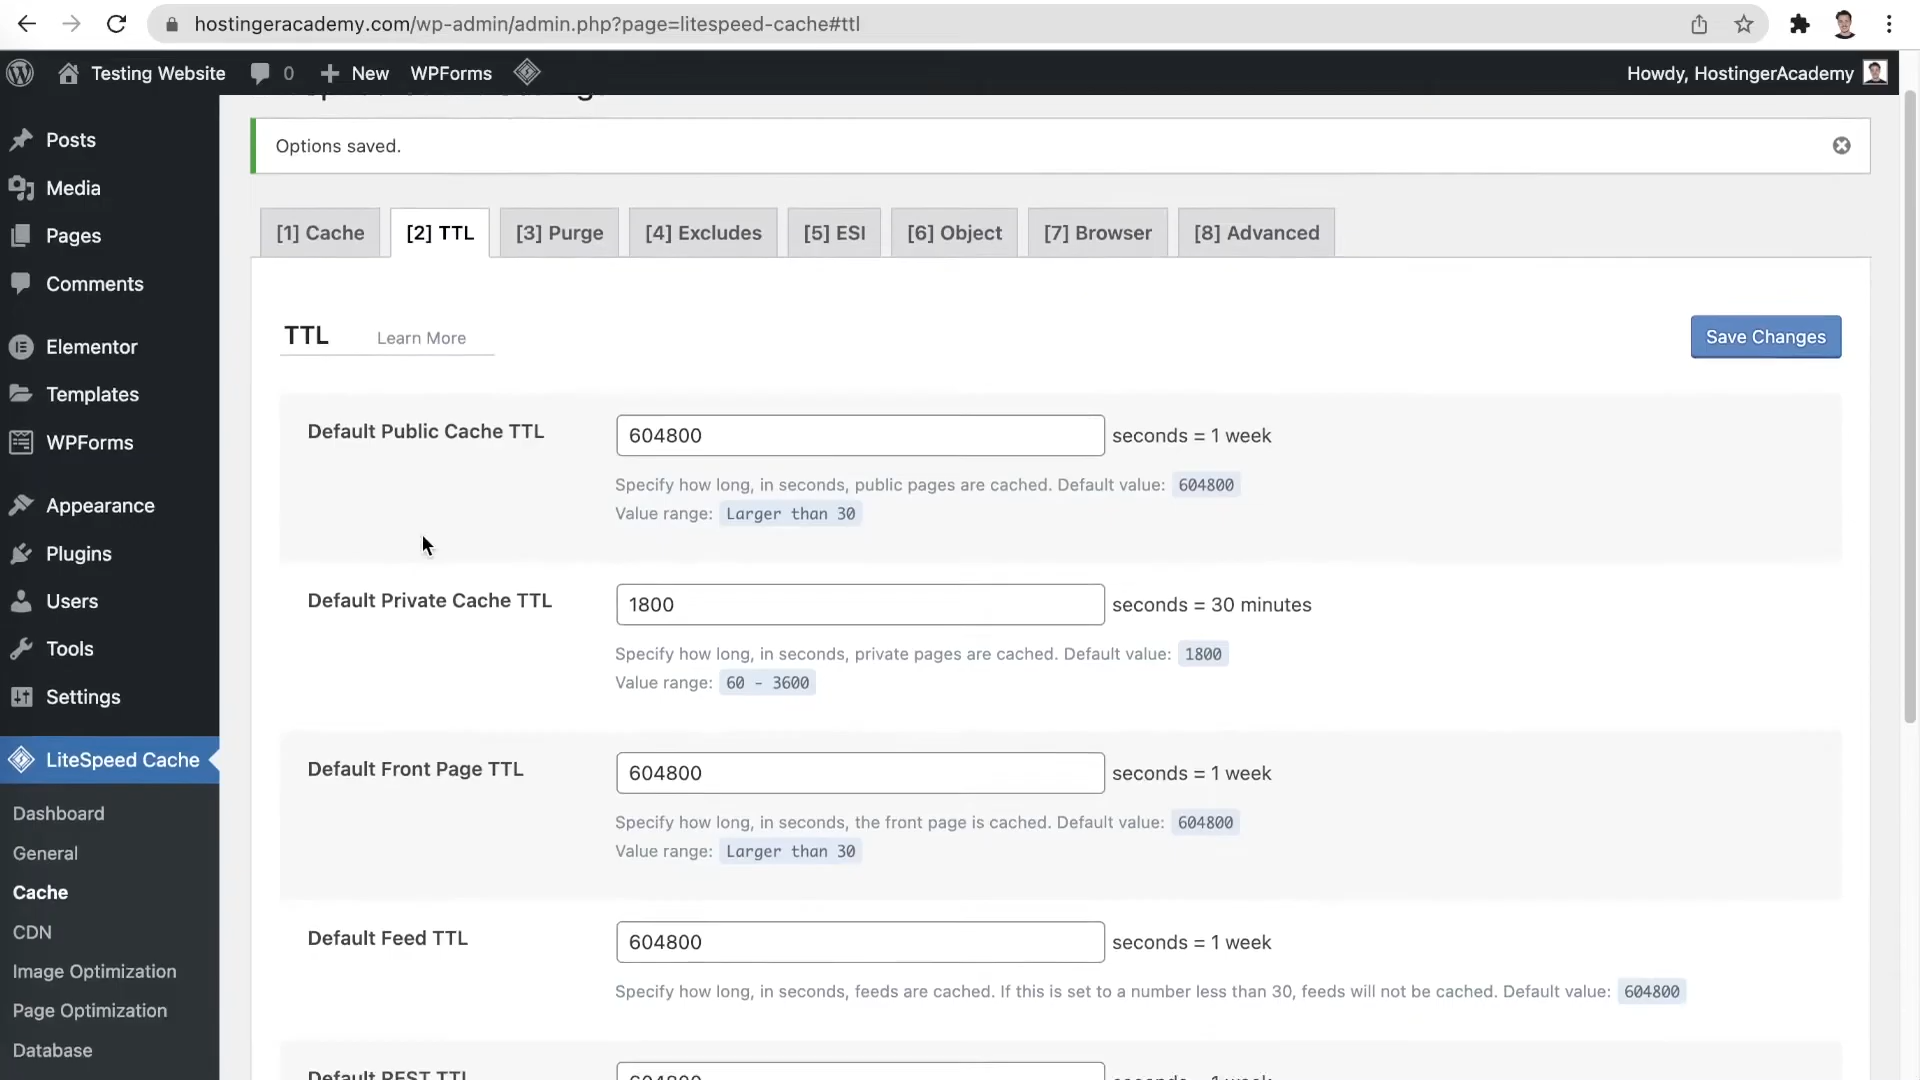 hostingeracademy.com/wp-admin/admin.php?page=litespeed-cache#ttl
Testing Website 0 New WPForms Howdy, HostingerAcademy
Options saved.
[1] Cache [2] TTL [3] Purge [4] Excludes [5] ESI [6] Object [7] Browser [8] Advanced
Posts
Media
Pages
Comments
Elementor
Templates
WPForms
Appearance
Plugins
Users
Tools
Settings
LiteSpeed Cache
Dashboard
General
Cache
CDN
Image Optimization
Page Optimization
Database
TTL Learn More Save Changes
Default Public Cache TTL 604800 seconds = 1 week
Specify how long, in seconds, public pages are cached. Default value: 604800
Value range: Larger than 30
Default Private Cache TTL 1800 seconds = 30 minutes
Specify how long, in seconds, private pages are cached. Default value: 1800
Value range: 60 - 3600
Default Front Page TTL 604800 seconds = 1 week
Specify how long, in seconds, the front page is cached. Default value: 604800
Value range: Larger than 30
Default Feed TTL 604800 seconds = 1 week
Specify how long, in seconds, feeds are cached. If this is set to a number less than 30, feeds will not be cached. Default value: 604800
Default REST TTL 604800 seconds = 1 week